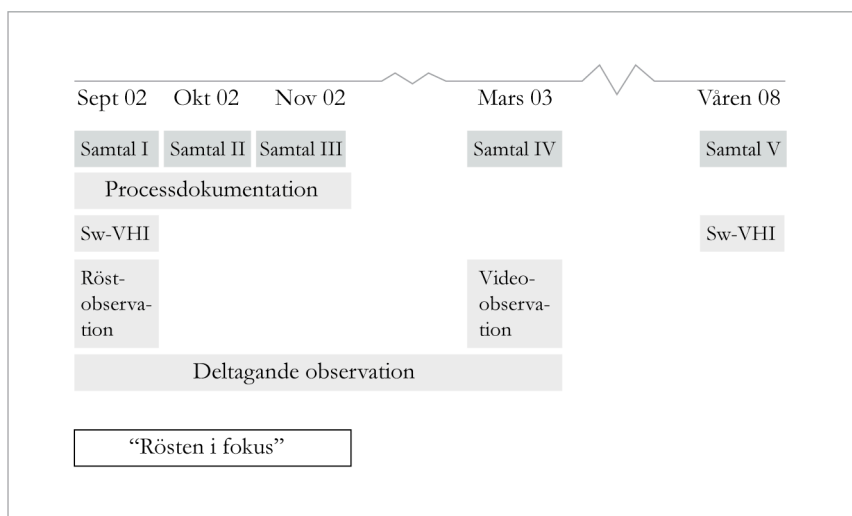 Sept 02 Okt 02 Nov 02 Mars 03 Våren 08
Samtal I Samtal II Samtal III Samtal IV Samtal V
Processdokumentation
Sw-VHI Sw-VHI
Röst-
observa-
tion
Video-
observa-
tion
Deltagande observation
“Rösten i fokus”